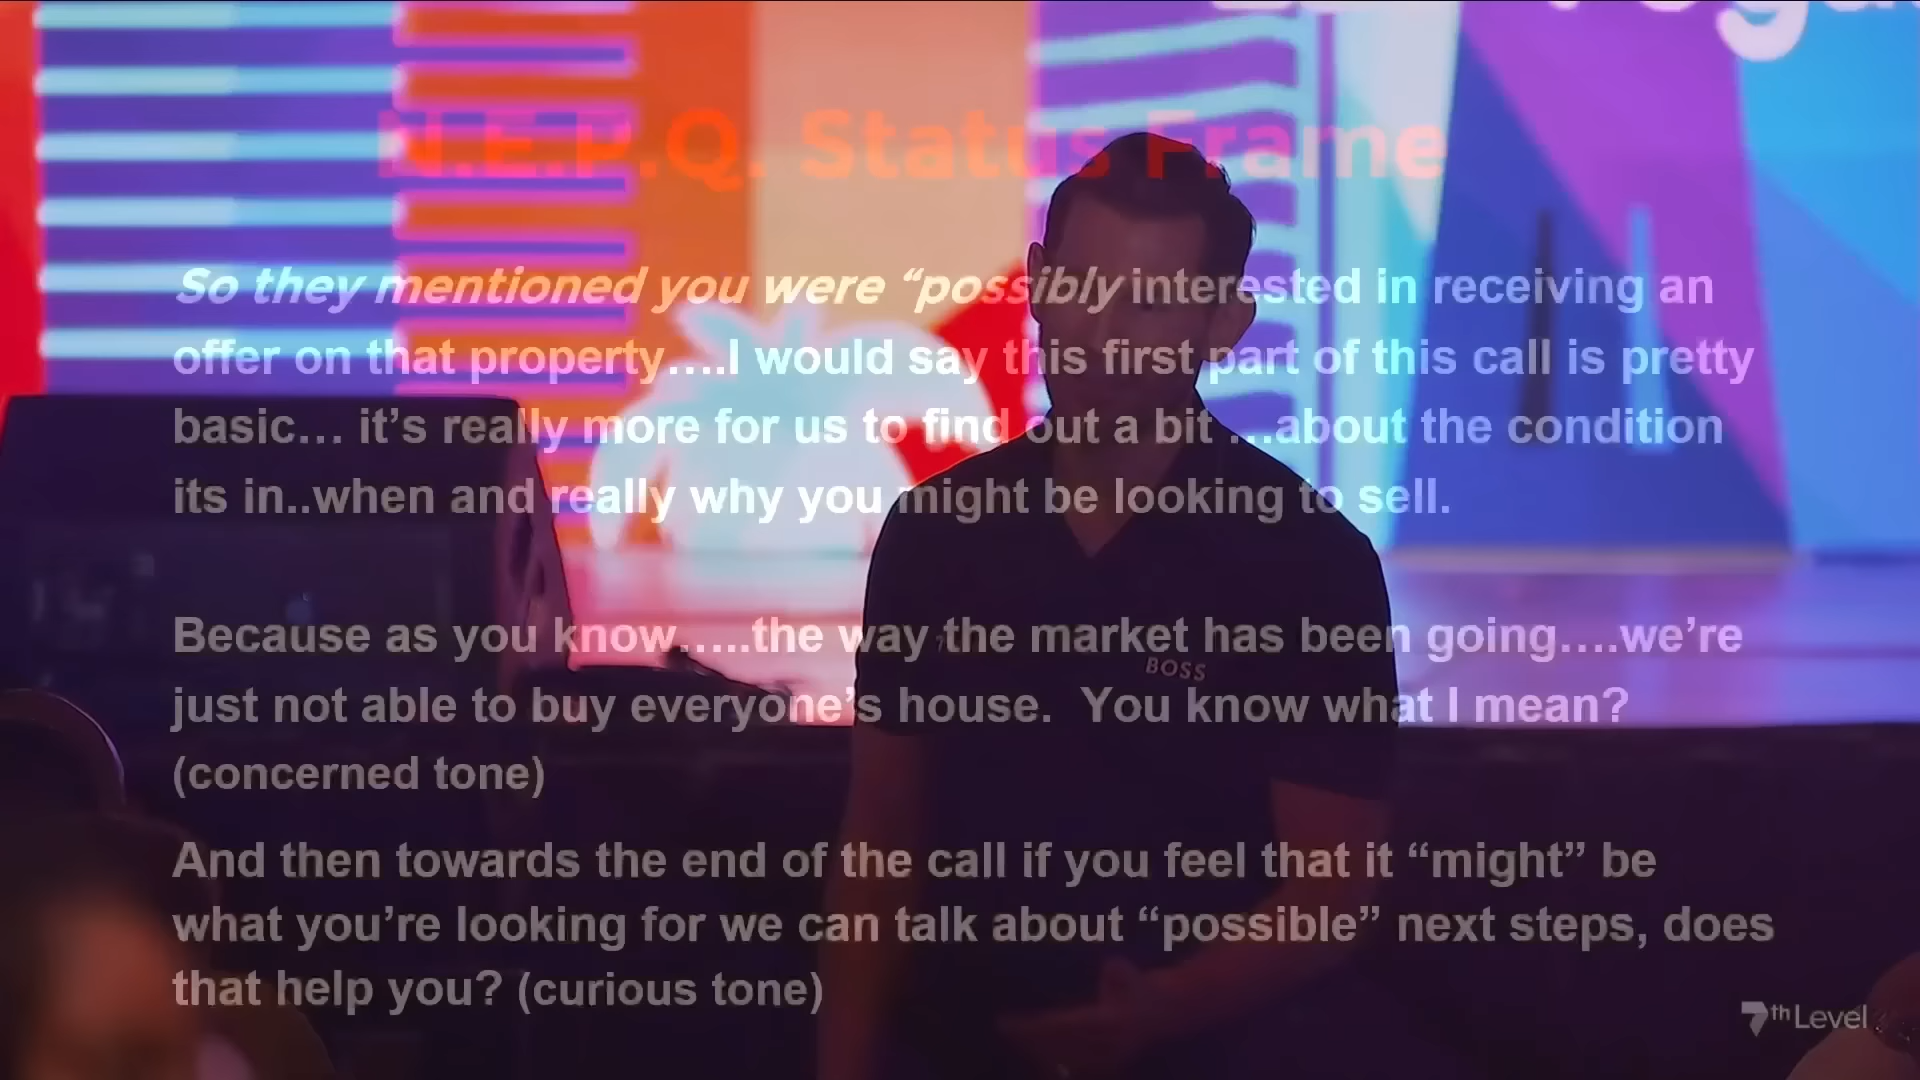 N.E.P.Q. Status Frame
So they mentioned you were “possibly interested in receiving an
offer on that property….I would say this first part of this call is pretty
basic… it’s really more for us to find out a bit …about the condition
its in..when and really why you might be looking to sell.
Because as you know…..the way the market has been going….we’re
just not able to buy everyone’s house.  You know what I mean?
(concerned tone)
And then towards the end of the call if you feel that it “might” be
what you’re looking for we can talk about “possible” next steps, does
that help you? (curious tone)
BOSS
7th Level